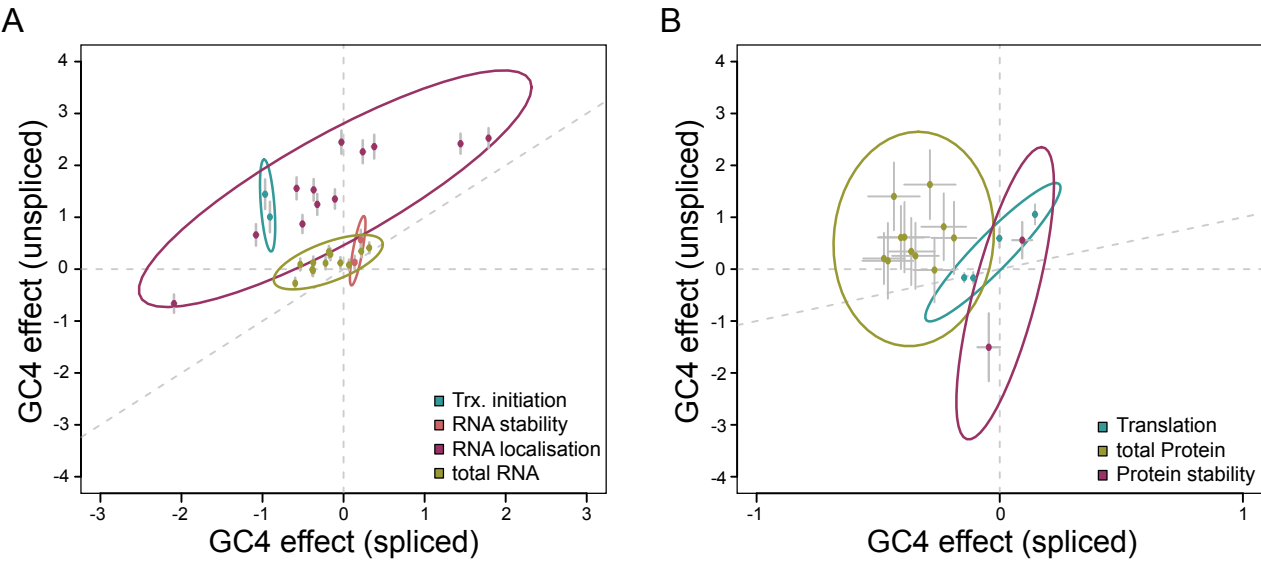 A
GC4 effect (unspliced)
4
3
2
1
0
-1
-2
-3
-4
Trx. initiation
RNA stability
RNA localisation
total RNA
-3 -2 -1 0 1 2 3
GC4 effect (spliced)
B
GC4 effect (unspliced)
4
3
2
1
0
-1
-2
-3
-4
Translation
total Protein
Protein stability
-1 0 1
GC4 effect (spliced)